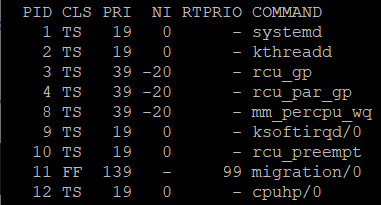 PID CLS PRI NI RTPRIO COMMAND
1 TS 19 0 - systemd
2 TS 19 0 - kthreadd
3 TS 39 -20 - rcu_gp
4 TS 39 -20 - rcu_par_gp
8 TS 39 -20 - mm_percpu_wq
9 TS 19 0 - ksoftirqd/0
10 TS 19 0 - rcu_preempt
11 FF 139 - 99 migration/0
12 TS 19 0 - cpuhp/0